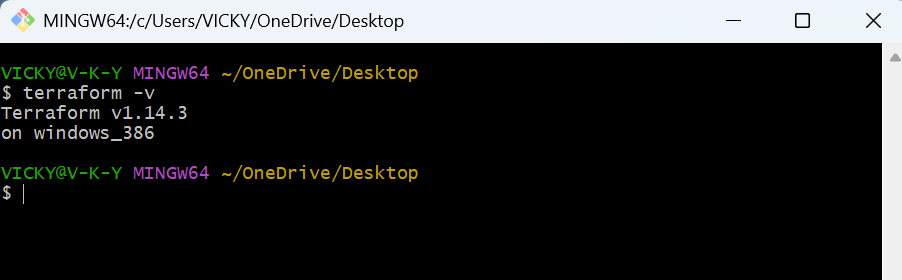 MINGW64:/c/Users/VICKY/OneDrive/Desktop
VICKY@V-K-Y MINGW64 ~/OneDrive/Desktop
$ terraform -v
Terraform v1.14.3
on windows_386
VICKY@V-K-Y MINGW64 ~/OneDrive/Desktop
$